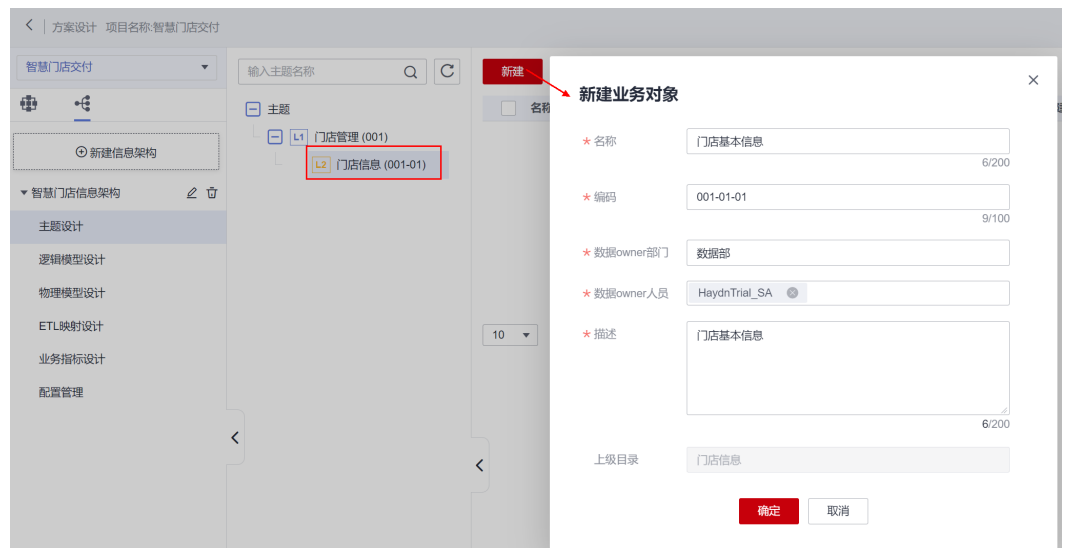 方案设计 项目名称:智慧门店交付
智慧门店交付
新建信息架构
智慧门店信息架构
主题设计
逻辑模型设计
物理模型设计
ETL映射设计
业务指标设计
配置管理
输入主题名称
主题
L1 门店管理 (001)
L2 门店信息 (001-01)
新建
名称
10
新建业务对象
* 名称 门店基本信息
6/200
* 编码 001-01-01
9/100
* 数据owner部门 数据部
* 数据owner人员 HaydnTrial_SA
* 描述 门店基本信息
6/200
上级目录 门店信息
确定 取消